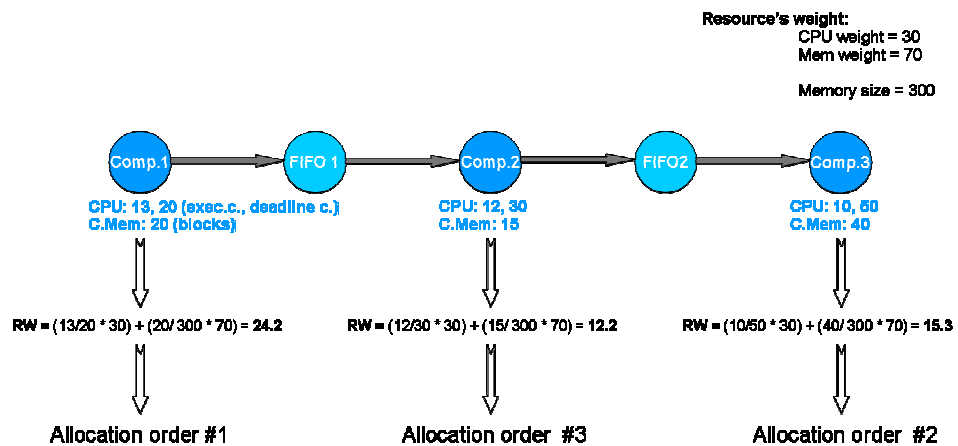 Resource's weight:
CPU weight = 30
Mem weight = 70
Memory size = 300
Comp.1
FIFO 1
Comp.2
FIFO2
Comp.3
CPU: 13, 20 (exec.c., deadline c.)
C.Mem: 20 (blocks)
CPU: 12, 30
C.Mem: 15
CPU: 10, 50
C.Mem: 40
RW = (13/20 * 30) + (20/ 300 * 70) = 24.2
RW = (12/30 * 30) + (15/ 300 * 70) = 12.2
RW = (10/50 * 30) + (40/ 300 * 70) = 15.3
Allocation order #1
Allocation order #3
Allocation order #2